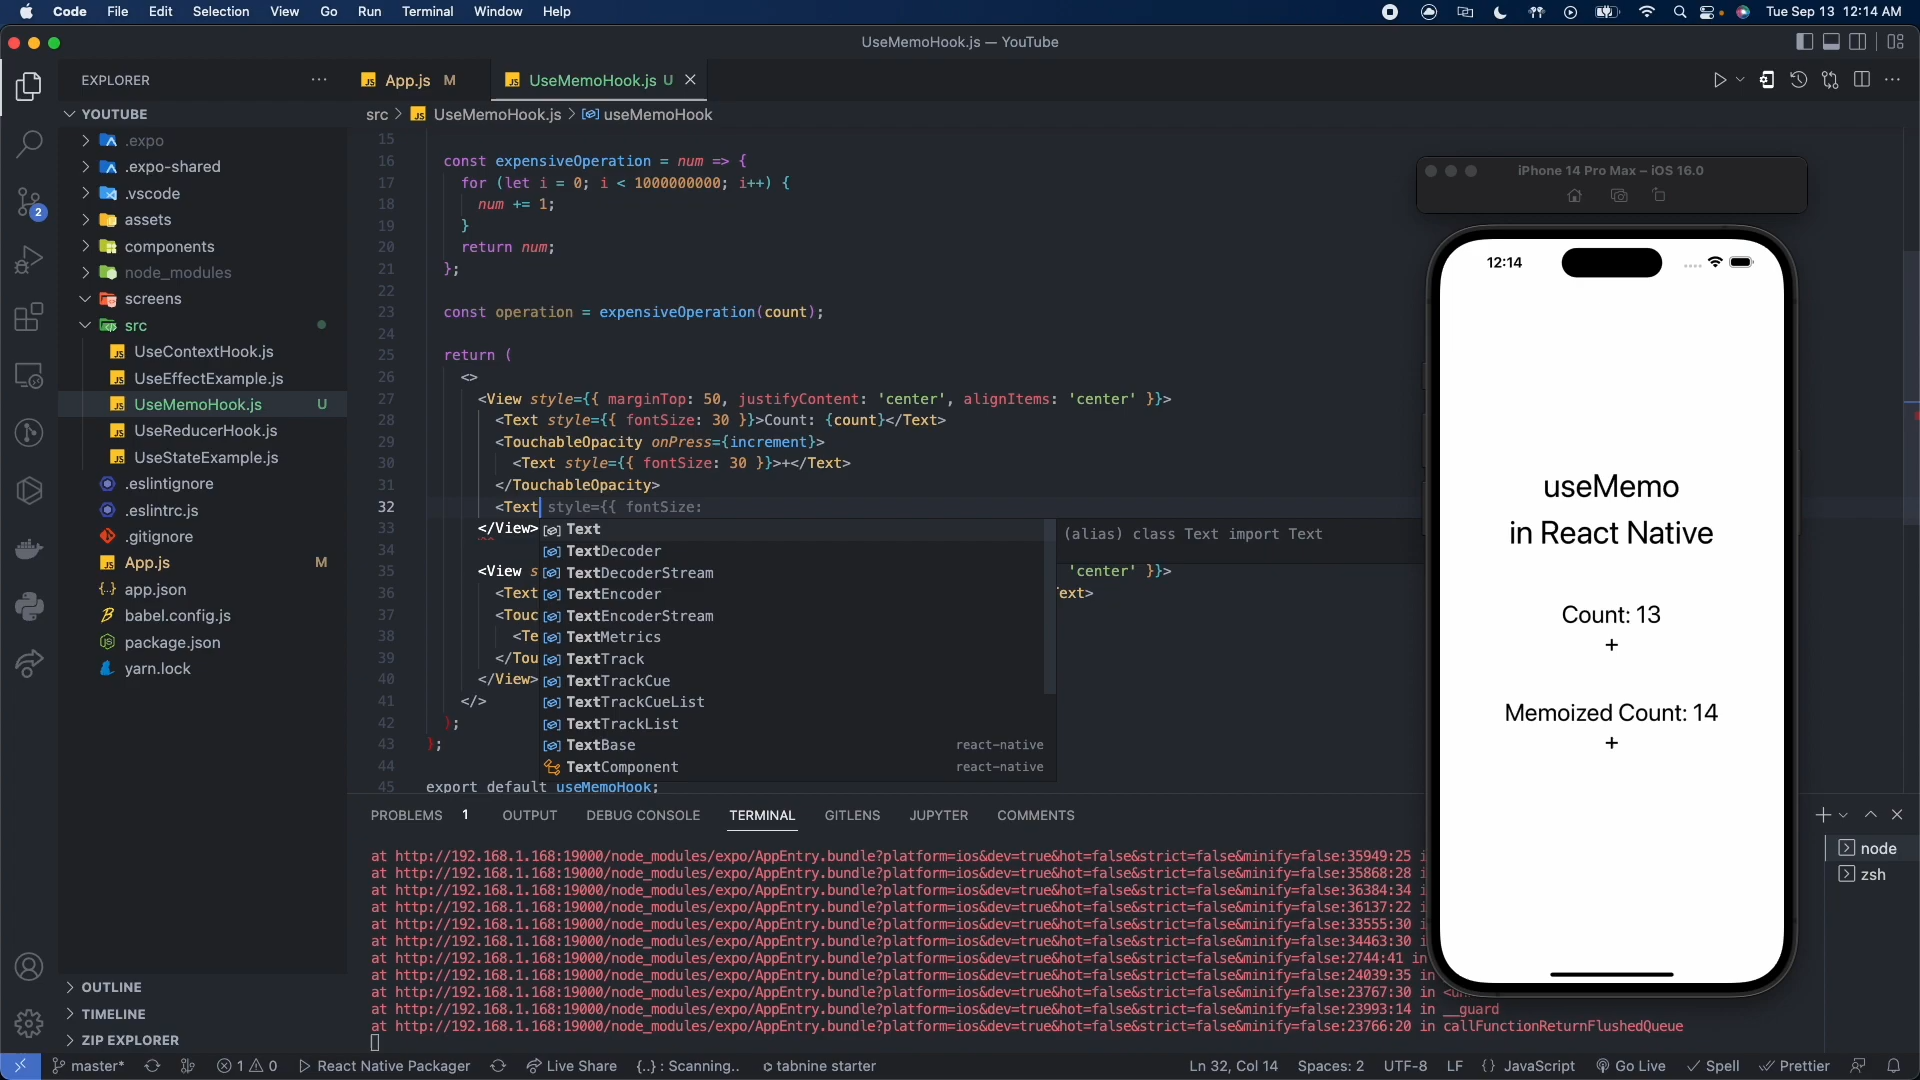 Code File Edit Selection View Go Run Terminal Window Help Tue Sep 13 12:14 AM
UseMemoHook.js — YouTube
EXPLORER
App.js M
UseMemoHook.js U
YOUTUBE
src > UseMemoHook.js > useMemoHook
.expo
.expo-shared
.vscode
assets
components
node_modules
screens
src
UseContextHook.js
UseEffectExample.js
UseMemoHook.js U
UseReducerHook.js
UseStateExample.js
.eslintignore
.eslintrc.js
.gitignore
App.js M
app.json
babel.config.js
package.json
yarn.lock
OUTLINE
TIMELINE
ZIP EXPLORER
2
15
16 const expensiveOperation = num => {
17 for (let i = 0; i < 1000000000; i++) {
18 num += 1;
19 }
20 return num;
21 };
22
23 const operation = expensiveOperation(count);
24
25 return (
26 <>
27 <View style={{ marginTop: 50, justifyContent: 'center', alignItems: 'center' }}>
28 <Text style={{ fontSize: 30 }}>Count: {count}</Text>
29 <TouchableOpacity onPress={increment}>
30 <Text style={{ fontSize: 30 }}>+</Text>
31 </TouchableOpacity>
32 <Text style={{ fontSize:
33 </View>
34
35 <View s 'center' }}>
36 <Text ext>
37 <Touc
38 <Te
39 </Tou
40 </View>
41 </>
42 );
43 };
44
45 export default useMemoHook;
Text
TextDecoder
TextDecoderStream
TextEncoder
TextEncoderStream
TextMetrics
TextTrack
TextTrackCue
TextTrackCueList
TextTrackList
TextBase react-native
TextComponent react-native
(alias) class Text import Text
iPhone 14 Pro Max – iOS 16.0
12:14
useMemo
in React Native
Count: 13
+
Memoized Count: 14
+
PROBLEMS 1 OUTPUT DEBUG CONSOLE TERMINAL GITLENS JUPYTER COMMENTS
at http://192.168.1.168:19000/node_modules/expo/AppEntry.bundle?platform=ios&dev=true&hot=false&strict=false&minify=false:35949:25 i
at http://192.168.1.168:19000/node_modules/expo/AppEntry.bundle?platform=ios&dev=true&hot=false&strict=false&minify=false:35868:28 i
at http://192.168.1.168:19000/node_modules/expo/AppEntry.bundle?platform=ios&dev=true&hot=false&strict=false&minify=false:36384:34 i
at http://192.168.1.168:19000/node_modules/expo/AppEntry.bundle?platform=ios&dev=true&hot=false&strict=false&minify=false:36137:22 i
at http://192.168.1.168:19000/node_modules/expo/AppEntry.bundle?platform=ios&dev=true&hot=false&strict=false&minify=false:33555:30 i
at http://192.168.1.168:19000/node_modules/expo/AppEntry.bundle?platform=ios&dev=true&hot=false&strict=false&minify=false:34463:30 i
at http://192.168.1.168:19000/node_modules/expo/AppEntry.bundle?platform=ios&dev=true&hot=false&strict=false&minify=false:2744:41 in
at http://192.168.1.168:19000/node_modules/expo/AppEntry.bundle?platform=ios&dev=true&hot=false&strict=false&minify=false:24039:35 in
at http://192.168.1.168:19000/node_modules/expo/AppEntry.bundle?platform=ios&dev=true&hot=false&strict=false&minify=false:23767:30 in
at http://192.168.1.168:19000/node_modules/expo/AppEntry.bundle?platform=ios&dev=true&hot=false&strict=false&minify=false:23993:14 in __guard
at http://192.168.1.168:19000/node_modules/expo/AppEntry.bundle?platform=ios&dev=true&hot=false&strict=false&minify=false:23766:20 in callFunctionReturnFlushedQueue
node
zsh
master* 1 0 React Native Packager Live Share {..} : Scanning.. tabnine starter Ln 32, Col 14 Spaces: 2 UTF-8 LF {} JavaScript Go Live Spell Prettier